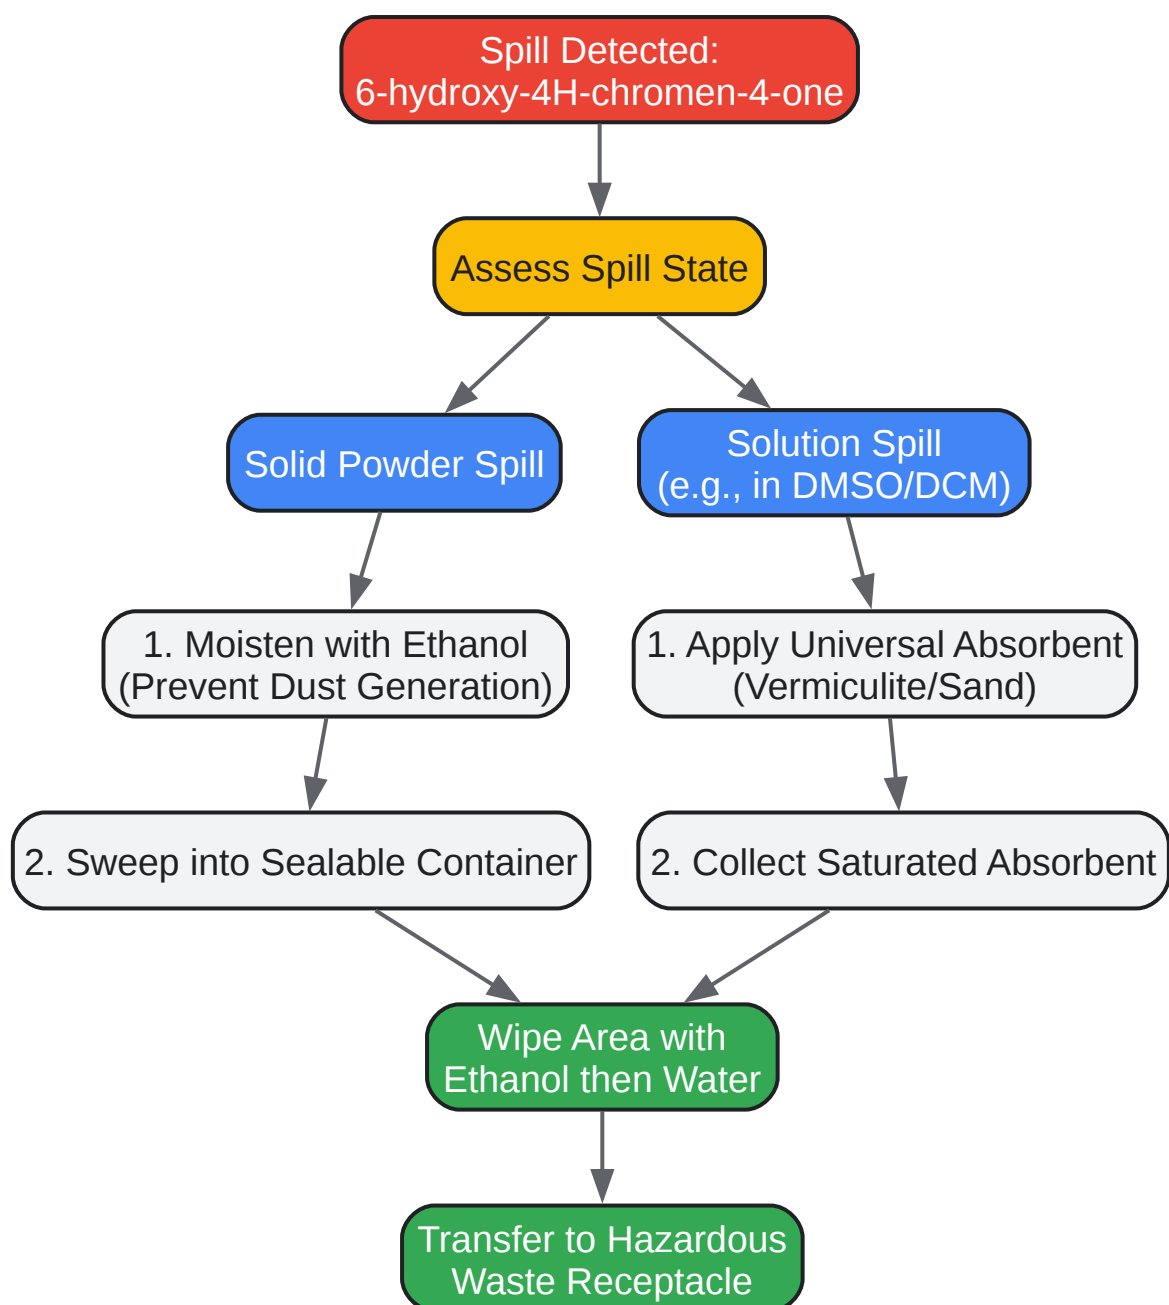 Spill Detected:
6-hydroxy-4H-chromen-4-one
Assess Spill State
Solid Powder Spill
Solution Spill
(e.g., in DMSO/DCM)
1. Moisten with Ethanol
(Prevent Dust Generation)
1. Apply Universal Absorbent
(Vermiculite/Sand)
2. Sweep into Sealable Container
2. Collect Saturated Absorbent
Wipe Area with
Ethanol then Water
Transfer to Hazardous
Waste Receptacle